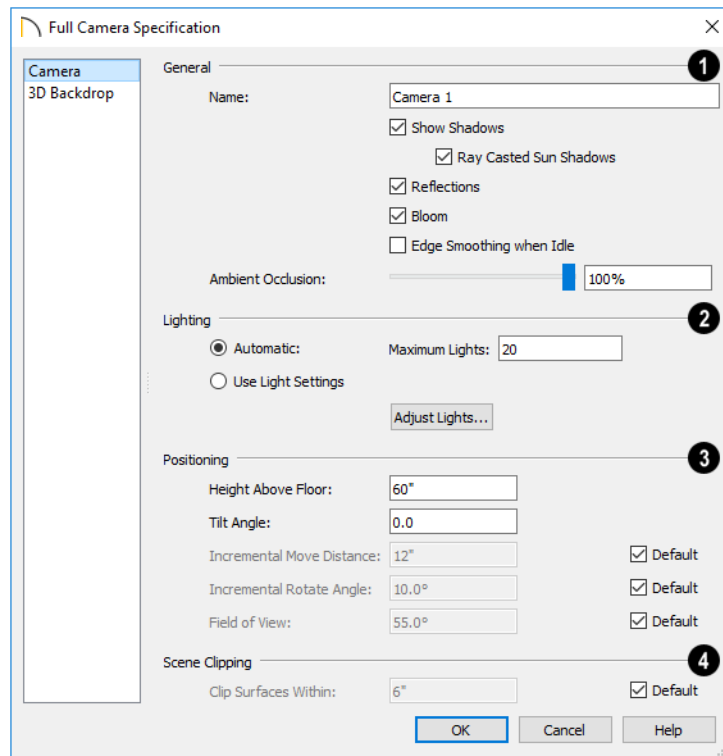 Full Camera Specification
Camera
3D Backdrop
General
1
Name:
Camera 1
Show Shadows
Ray Casted Sun Shadows
Reflections
Bloom
Edge Smoothing when Idle
Ambient Occlusion:
100%
Lighting
2
Automatic:
Maximum Lights:
20
Use Light Settings
Adjust Lights...
Positioning
3
Height Above Floor:
60"
Tilt Angle:
0.0
Incremental Move Distance:
12"
Default
Incremental Rotate Angle:
10.0°
Default
Field of View:
55.0°
Default
Scene Clipping
4
Clip Surfaces Within:
6"
Default
OK
Cancel
Help